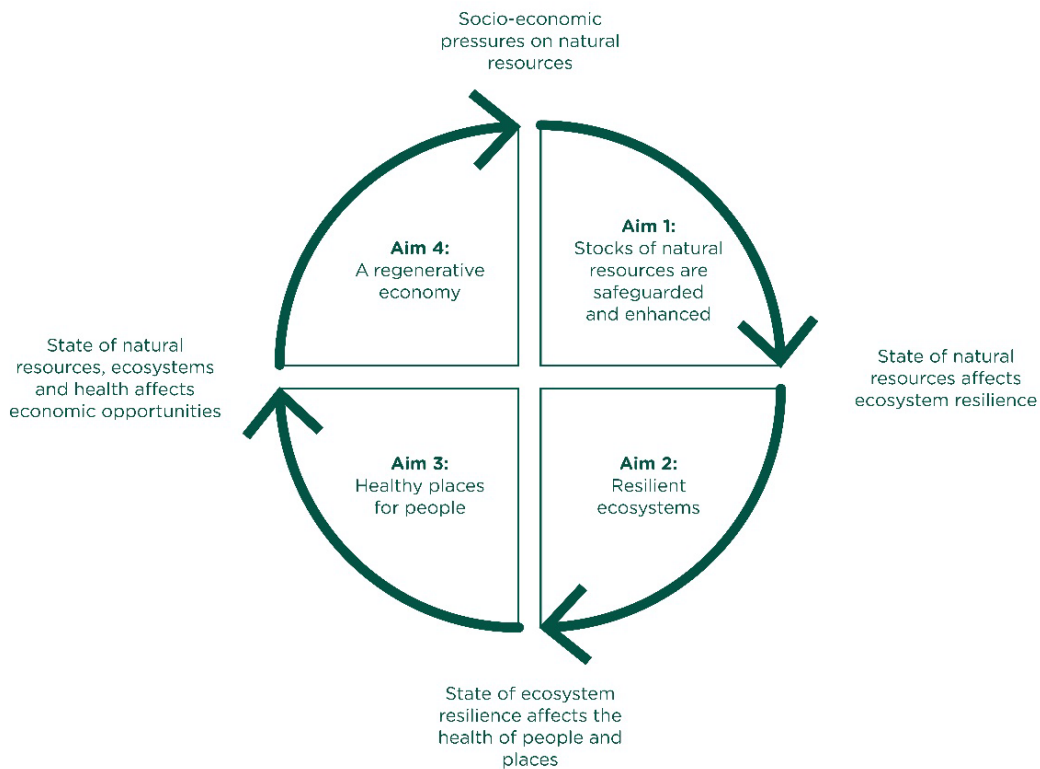 Socio-economic
pressures on natural
resources
Aim 4:
A regenerative
economy
Aim 1:
Stocks of natural
resources are
safeguarded
and enhanced
State of natural
resources, ecosystems
and health affects
economic opportunities
State of natural
resources affects
ecosystem resilience
Aim 3:
Healthy places
for people
Aim 2:
Resilient
ecosystems
State of ecosystem
resilience affects the
health of people and
places